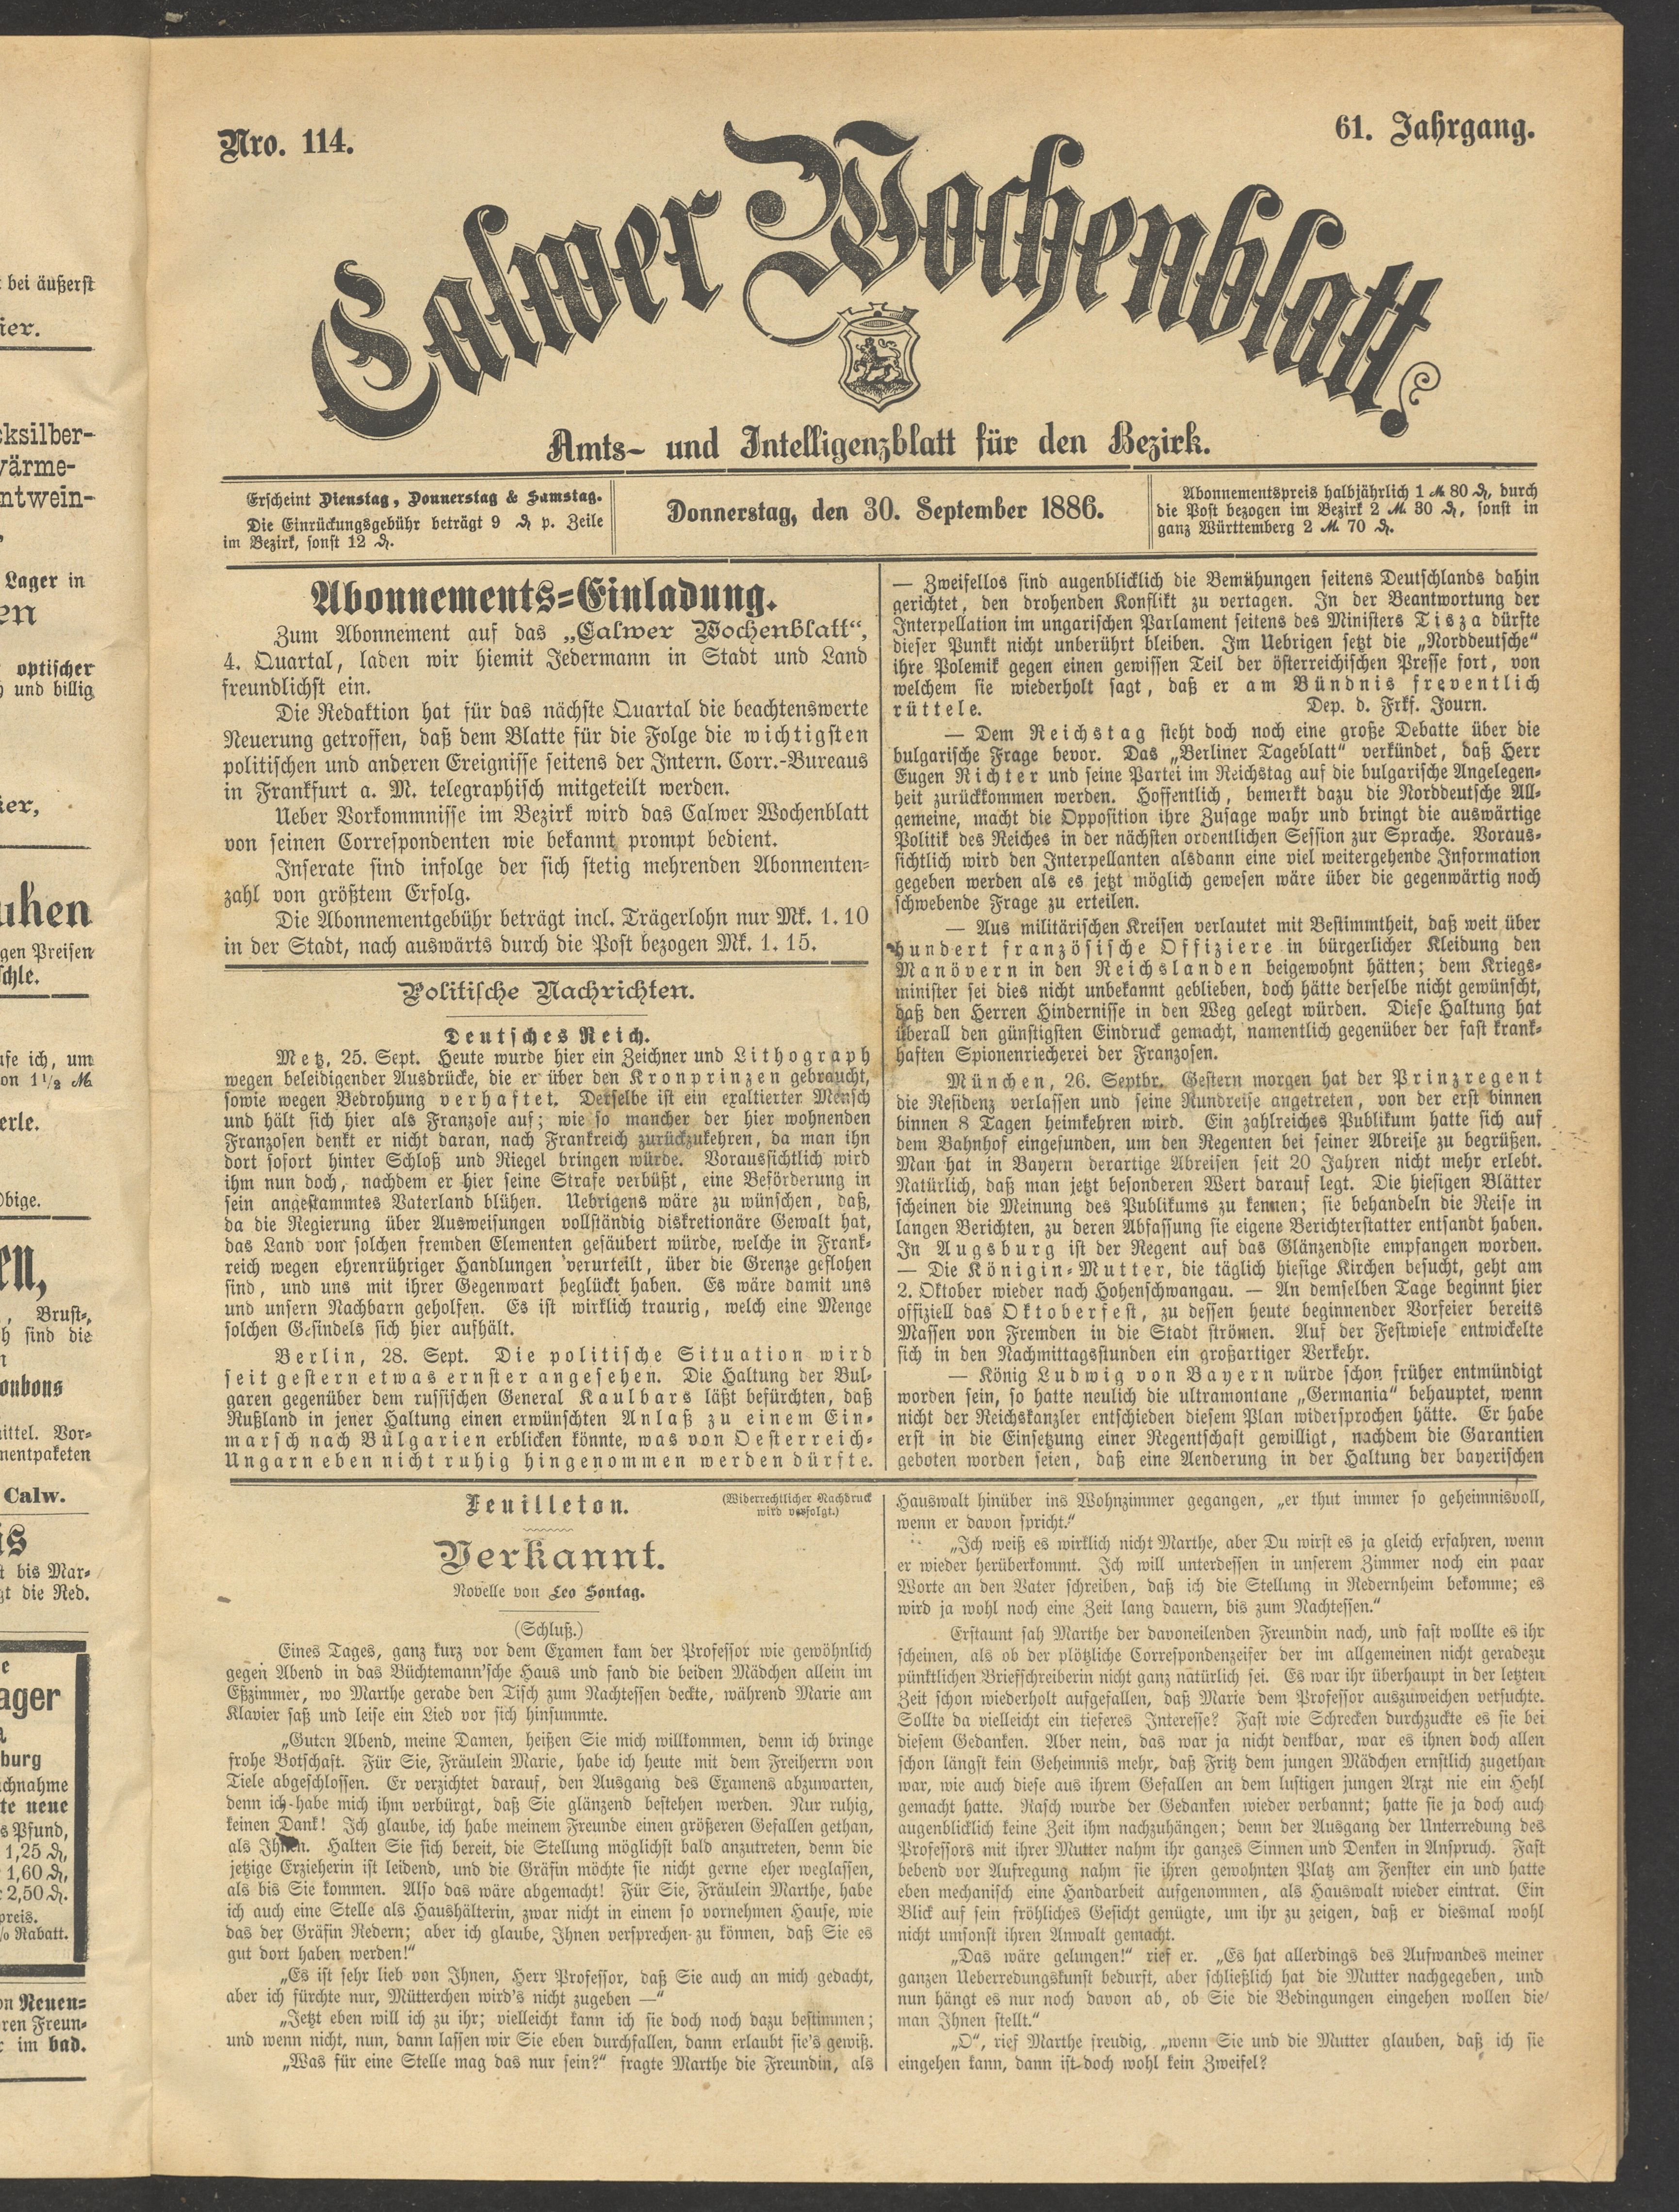 bei äußerst
ier.
cksilber-
värme-
ntwein-
Lager in
en
optischer
und billig
ier,
uhen
gen Preisen
schle.
ufe ich, um
on 1½ M
erle.
Obige.
en,
Brust-,
sind die
onbons
nittel. Vor-
mentpaketen
Calw.
is
bis Mar-
gt die Red.
e
ager
burg
chnahme
te neue
s Pfund,
1,25 ₰,
1,60 ₰,
2,50 ₰.
preis.
% Rabatt.
on Neuen-
ren Freun-
im bad.
Nro. 114.
61. Jahrgang.
Calwer Wochenblatt
Amts- und Intelligenzblatt für den Bezirk.
Erscheint Dienstag, Donnerstag & Samstag.
Die Einrückungsgebühr beträgt 9 ₰ p. Zeile
im Bezirk, sonst 12 ₰.
Donnerstag, den 30. September 1886.
Abonnementspreis halbjährlich 1 M 80 ₰, durch
die Post bezogen im Bezirk 2 M 30 ₰, sonst in
ganz Württemberg 2 M 70 ₰.
Abonnements-Einladung.
Zum Abonnement auf das „Calwer Wochenblatt“,
4. Quartal, laden wir hiemit Jedermann in Stadt und Land
freundlichst ein.
Die Redaktion hat für das nächste Quartal die beachtenswerte
Neuerung getroffen, daß dem Blatte für die Folge die wichtigsten
politischen und anderen Ereignisse seitens der Intern. Corr.-Bureaus
in Frankfurt a. M. telegraphisch mitgeteilt werden.
Ueber Vorkommnisse im Bezirk wird das Calwer Wochenblatt
von seinen Correspondenten wie bekannt prompt bedient.
Inserate sind infolge der sich stetig mehrenden Abonnenten-
zahl von größtem Erfolg.
Die Abonnementgebühr beträgt incl. Trägerlohn nur Mk. 1. 10
in der Stadt, nach auswärts durch die Post bezogen Mk. 1. 15.
Politische Nachrichten.
Deutsches Reich.
Metz, 25. Sept. Heute wurde hier ein Zeichner und Lithograph
wegen beleidigender Ausdrücke, die er über den Kronprinzen gebraucht,
sowie wegen Bedrohung verhaftet. Derselbe ist ein exaltierter Mensch
und hält sich hier als Franzose auf; wie so mancher der hier wohnenden
Franzosen denkt er nicht daran, nach Frankreich zurückzukehren, da man ihn
dort sofort hinter Schloß und Riegel bringen würde. Voraussichtlich wird
ihm nun doch, nachdem er hier seine Strafe verbüßt, eine Beförderung in
sein angestammtes Vaterland blühen. Uebrigens wäre zu wünschen, daß,
da die Regierung über Ausweisungen vollständig diskretionäre Gewalt hat,
das Land von solchen fremden Elementen gesäubert würde, welche in Frank-
reich wegen ehrenrühriger Handlungen verurteilt, über die Grenze geflohen
sind, und uns mit ihrer Gegenwart beglückt haben. Es wäre damit uns
und unsern Nachbarn geholfen. Es ist wirklich traurig, welch eine Menge
solchen Gesindels sich hier aufhält.
Berlin, 28. Sept. Die politische Situation wird
seit gestern etwas ernster angesehen. Die Haltung der Bul-
garen gegenüber dem russischen General Kaulbars läßt befürchten, daß
Rußland in jener Haltung einen erwünschten Anlaß zu einem Ein-
marsch nach Bulgarien erblicken könnte, was von Oesterreich-
Ungarn eben nicht ruhig hingenommen werden dürfte.
— Zweifellos sind augenblicklich die Bemühungen seitens Deutschlands dahin
gerichtet, den drohenden Konflikt zu vertagen. In der Beantwortung der
Interpellation im ungarischen Parlament seitens des Ministers Tisza dürfte
dieser Punkt nicht unberührt bleiben. Im Uebrigen setzt die „Norddeutsche“
ihre Polemik gegen einen gewissen Teil der österreichischen Presse fort, von
welchem sie wiederholt sagt, daß er am Bündnis freventlich
rüttele. Dep. d. Frkf. Journ.
— Dem Reichstag steht doch noch eine große Debatte über die
bulgarische Frage bevor. Das „Berliner Tageblatt“ verkündet, daß Herr
Eugen Richter und seine Partei im Reichstag auf die bulgarische Angelegen-
heit zurückkommen werden. Hoffentlich, bemerkt dazu die Norddeutsche All-
gemeine, macht die Opposition ihre Zusage wahr und bringt die auswärtige
Politik des Reiches in der nächsten ordentlichen Session zur Sprache. Voraus-
sichtlich wird den Interpellanten alsdann eine viel weitergehende Information
gegeben werden als es jetzt möglich gewesen wäre über die gegenwärtig noch
schwebende Frage zu erteilen.
— Aus militärischen Kreisen verlautet mit Bestimmtheit, daß weit über
hundert französische Offiziere in bürgerlicher Kleidung den
Manövern in den Reichslanden beigewohnt hätten; dem Kriegs-
minister sei dies nicht unbekannt geblieben, doch hätte derselbe nicht gewünscht,
daß den Herren Hindernisse in den Weg gelegt würden. Diese Haltung hat
überall den günstigsten Eindruck gemacht, namentlich gegenüber der fast krank-
haften Spionenriecherei der Franzosen.
München, 26. Septbr. Gestern morgen hat der Prinzregent
die Residenz verlassen und seine Rundreise angetreten, von der erst binnen
binnen 8 Tagen heimkehren wird. Ein zahlreiches Publikum hatte sich auf
dem Bahnhof eingefunden, um den Regenten bei seiner Abreise zu begrüßen.
Man hat in Bayern derartige Abreisen seit 20 Jahren nicht mehr erlebt.
Natürlich, daß man jetzt besonderen Wert darauf legt. Die hiesigen Blätter
scheinen die Meinung des Publikums zu kennen; sie behandeln die Reise in
langen Berichten, zu deren Abfassung sie eigene Berichterstatter entsandt haben.
In Augsburg ist der Regent auf das Glänzendste empfangen worden.
— Die Königin-Mutter, die täglich hiesige Kirchen besucht, geht am
2. Oktober wieder nach Hohenschwangau. — An demselben Tage beginnt hier
offiziell das Oktoberfest, zu dessen heute beginnender Vorfeier bereits
Massen von Fremden in die Stadt strömen. Auf der Festwiese entwickelte
sich in den Nachmittagsstunden ein großartiger Verkehr.
— König Ludwig von Bayern würde schon früher entmündigt
worden sein, so hatte neulich die ultramontane „Germania“ behauptet, wenn
nicht der Reichskanzler entschieden diesem Plan widersprochen hätte. Er habe
erst in die Einsetzung einer Regentschaft gewilligt, nachdem die Garantien
geboten worden seien, daß eine Aenderung in der Haltung der bayerischen
Feuilleton.
(Widerrechtlicher Nachdruck
wird verfolgt.)
Verkannt.
Novelle von Leo Sontag.
(Schluß.)
Eines Tages, ganz kurz vor dem Examen kam der Professor wie gewöhnlich
gegen Abend in das Büchtemann'sche Haus und fand die beiden Mädchen allein im
Eßzimmer, wo Marthe gerade den Tisch zum Nachtessen deckte, während Marie am
Klavier saß und leise ein Lied vor sich hinsummte.
„Guten Abend, meine Damen, heißen Sie mich willkommen, denn ich bringe
frohe Botschaft. Für Sie, Fräulein Marie, habe ich heute mit dem Freiherrn von
Tiele abgeschlossen. Er verzichtet darauf, den Ausgang des Examens abzuwarten,
denn ich habe mich ihm verbürgt, daß Sie glänzend bestehen werden. Nur ruhig,
keinen Dank! Ich glaube, ich habe meinem Freunde einen größeren Gefallen gethan,
als Ihnen. Halten Sie sich bereit, die Stellung möglichst bald anzutreten, denn die
jetzige Erzieherin ist leidend, und die Gräfin möchte sie nicht gerne eher weglassen,
als bis Sie kommen. Also das wäre abgemacht! Für Sie, Fräulein Marthe, habe
ich auch eine Stelle als Haushälterin, zwar nicht in einem so vornehmen Hause, wie
das der Gräfin Redern; aber ich glaube, Ihnen versprechen zu können, daß Sie es
gut dort haben werden!“
„Es ist sehr lieb von Ihnen, Herr Professor, daß Sie auch an mich gedacht,
aber ich fürchte nur, Mütterchen wird's nicht zugeben —“
„Jetzt eben will ich zu ihr; vielleicht kann ich sie doch noch dazu bestimmen;
und wenn nicht, nun, dann lassen wir Sie eben durchfallen, dann erlaubt sie's gewiß.
„Was für eine Stelle mag das nur sein?“ fragte Marthe die Freundin, als
Hauswalt hinüber ins Wohnzimmer gegangen, „er thut immer so geheimnisvoll,
wenn er davon spricht.“
„Ich weiß es wirklich nicht Marthe, aber Du wirst es ja gleich erfahren, wenn
er wieder herüberkommt. Ich will unterdessen in unserem Zimmer noch ein paar
Worte an den Vater schreiben, daß ich die Stellung in Redernheim bekomme; es
wird ja wohl noch eine Zeit lang dauern, bis zum Nachtessen.“
Erstaunt sah Marthe der davoneilenden Freundin nach, und fast wollte es ihr
scheinen, als ob der plötzliche Correspondenzeifer der im allgemeinen nicht geradezu
pünktlichen Briefschreiberin nicht ganz natürlich sei. Es war ihr überhaupt in der letzten
Zeit schon wiederholt aufgefallen, daß Marie dem Professor auszuweichen versuchte.
Sollte da vielleicht ein tieferes Interesse? Fast wie Schrecken durchzuckte es sie bei
diesem Gedanken. Aber nein, das war ja nicht denkbar, war es ihnen doch allen
schon längst kein Geheimnis mehr, daß Fritz dem jungen Mädchen ernstlich zugethan
war, wie auch diese aus ihrem Gefallen an dem lustigen jungen Arzt nie ein Hehl
gemacht hatte. Rasch wurde der Gedanken wieder verbannt; hatte sie ja doch auch
augenblicklich keine Zeit ihm nachzuhängen; denn der Ausgang der Unterredung des
Professors mit ihrer Mutter nahm ihr ganzes Sinnen und Denken in Anspruch. Fast
bebend vor Aufregung nahm sie ihren gewohnten Platz am Fenster ein und hatte
eben mechanisch eine Handarbeit aufgenommen, als Hauswalt wieder eintrat. Ein
Blick auf sein fröhliches Gesicht genügte, um ihr zu zeigen, daß er diesmal wohl
nicht umsonst ihren Anwalt gemacht.
„Das wäre gelungen!“ rief er. „Es hat allerdings des Aufwandes meiner
ganzen Ueberredungskunst bedurft, aber schließlich hat die Mutter nachgegeben, und
nun hängt es nur noch davon ab, ob Sie die Bedingungen eingehen wollen die
man Ihnen stellt.“
„O“, rief Marthe freudig, „wenn Sie und die Mutter glauben, daß ich sie
eingehen kann, dann ist doch wohl kein Zweifel?